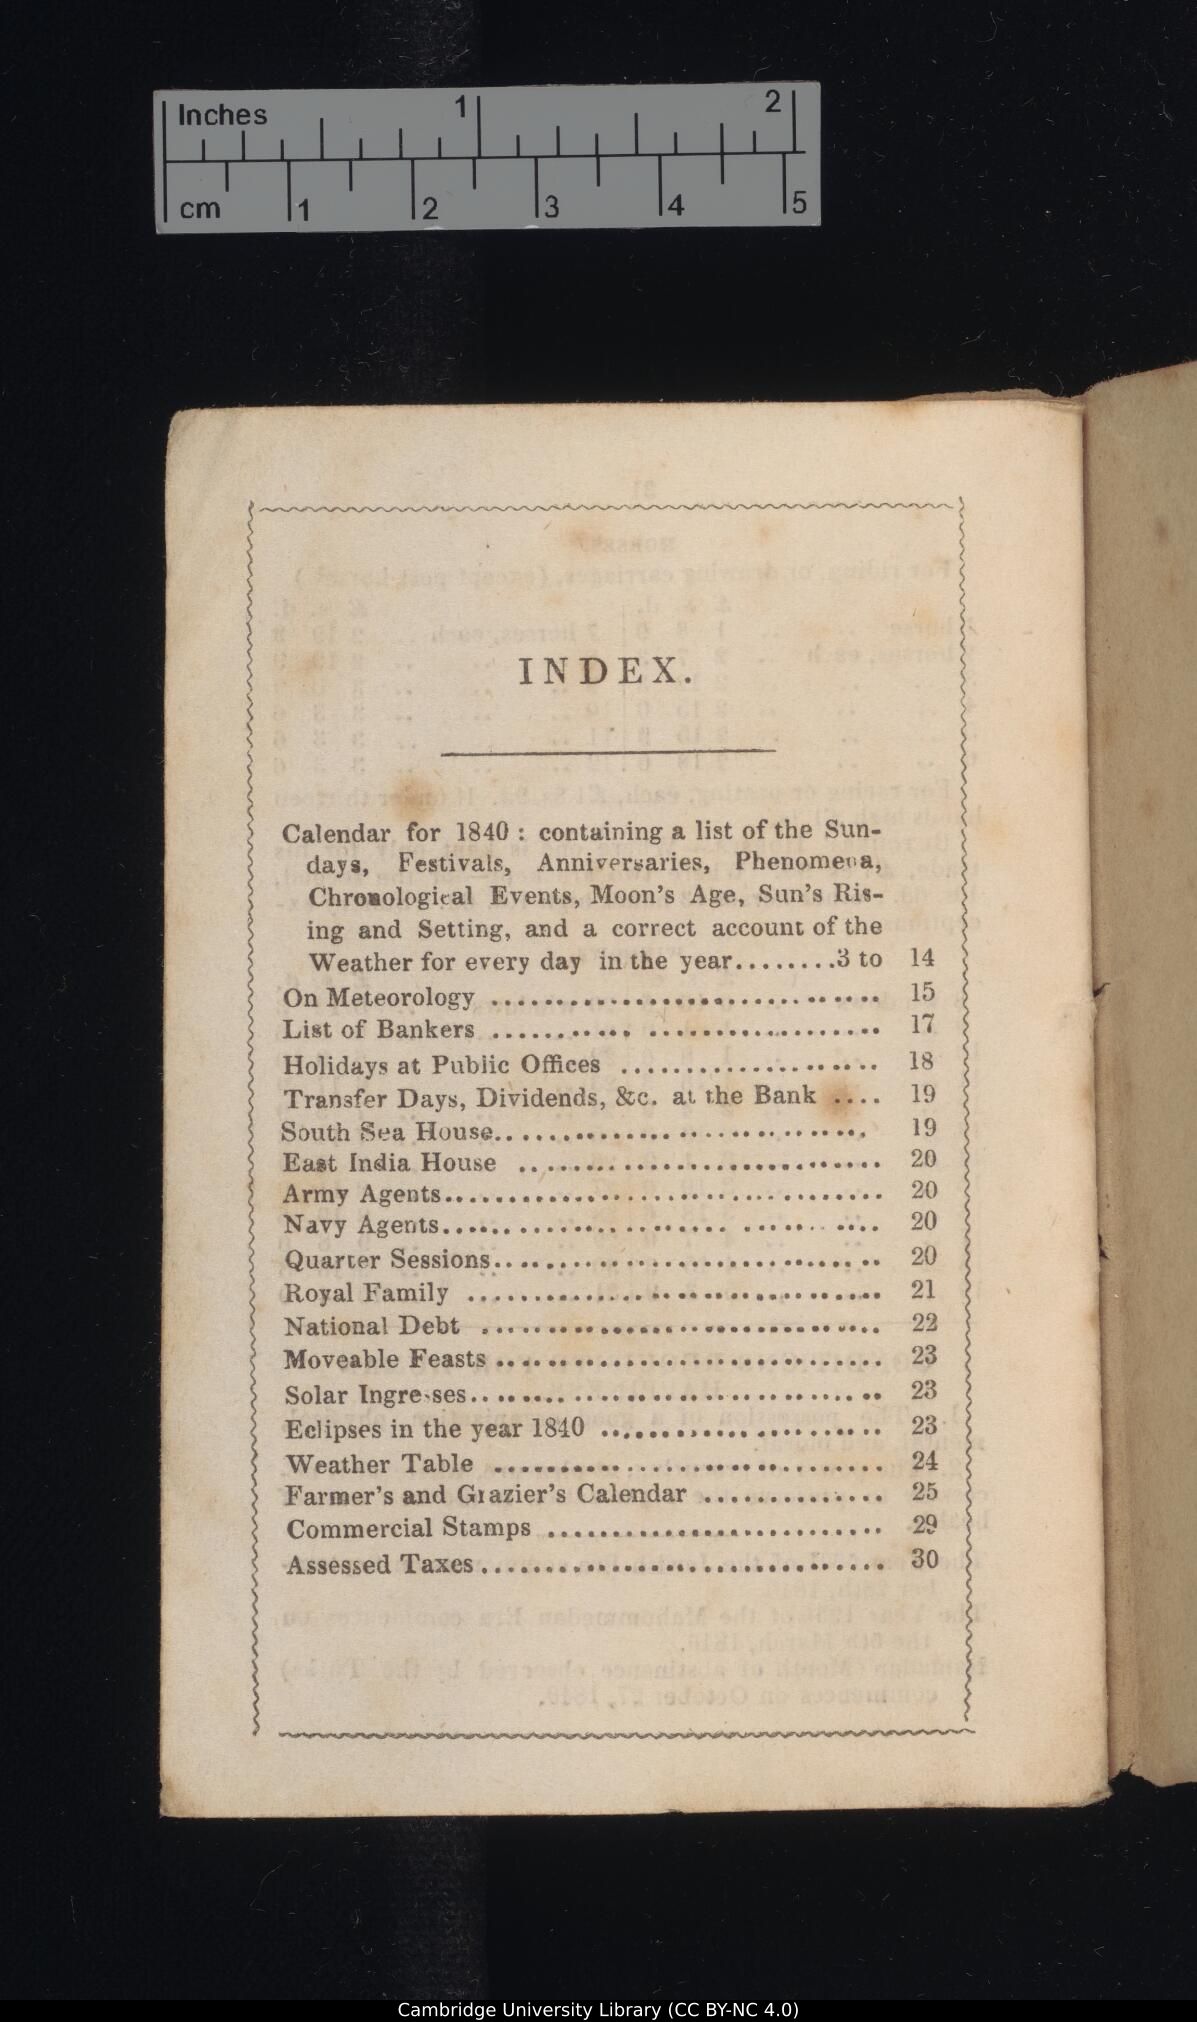 Inches 1 2
cm 1 2 3 4 5
INDEX.
Calendar for 1840 : containing a list of the Sun-
days, Festivals, Anniversaries, Phenomena,
Chronological Events, Moon's Age, Sun's Ris-
ing and Setting, and a correct account of the
Weather for every day in the year........3 to 14
On Meteorology .............................. 15
List of Bankers .............................. 17
Holidays at Public Offices .................... 18
Transfer Days, Dividends, &c. at the Bank .... 19
South Sea House............................. 19
East India House ............................ 20
Army Agents.................................. 20
Navy Agents.................................. 20
Quarter Sessions.............................. 20
Royal Family ................................ 21
National Debt ............................... 22
Moveable Feasts .............................. 23
Solar Ingresses................................ 23
Eclipses in the year 1840 ...................... 23
Weather Table .............................. 24
Farmer's and Grazier's Calendar .............. 25
Commercial Stamps .......................... 29
Assessed Taxes............................... 30
Cambridge University Library (CC BY-NC 4.0)